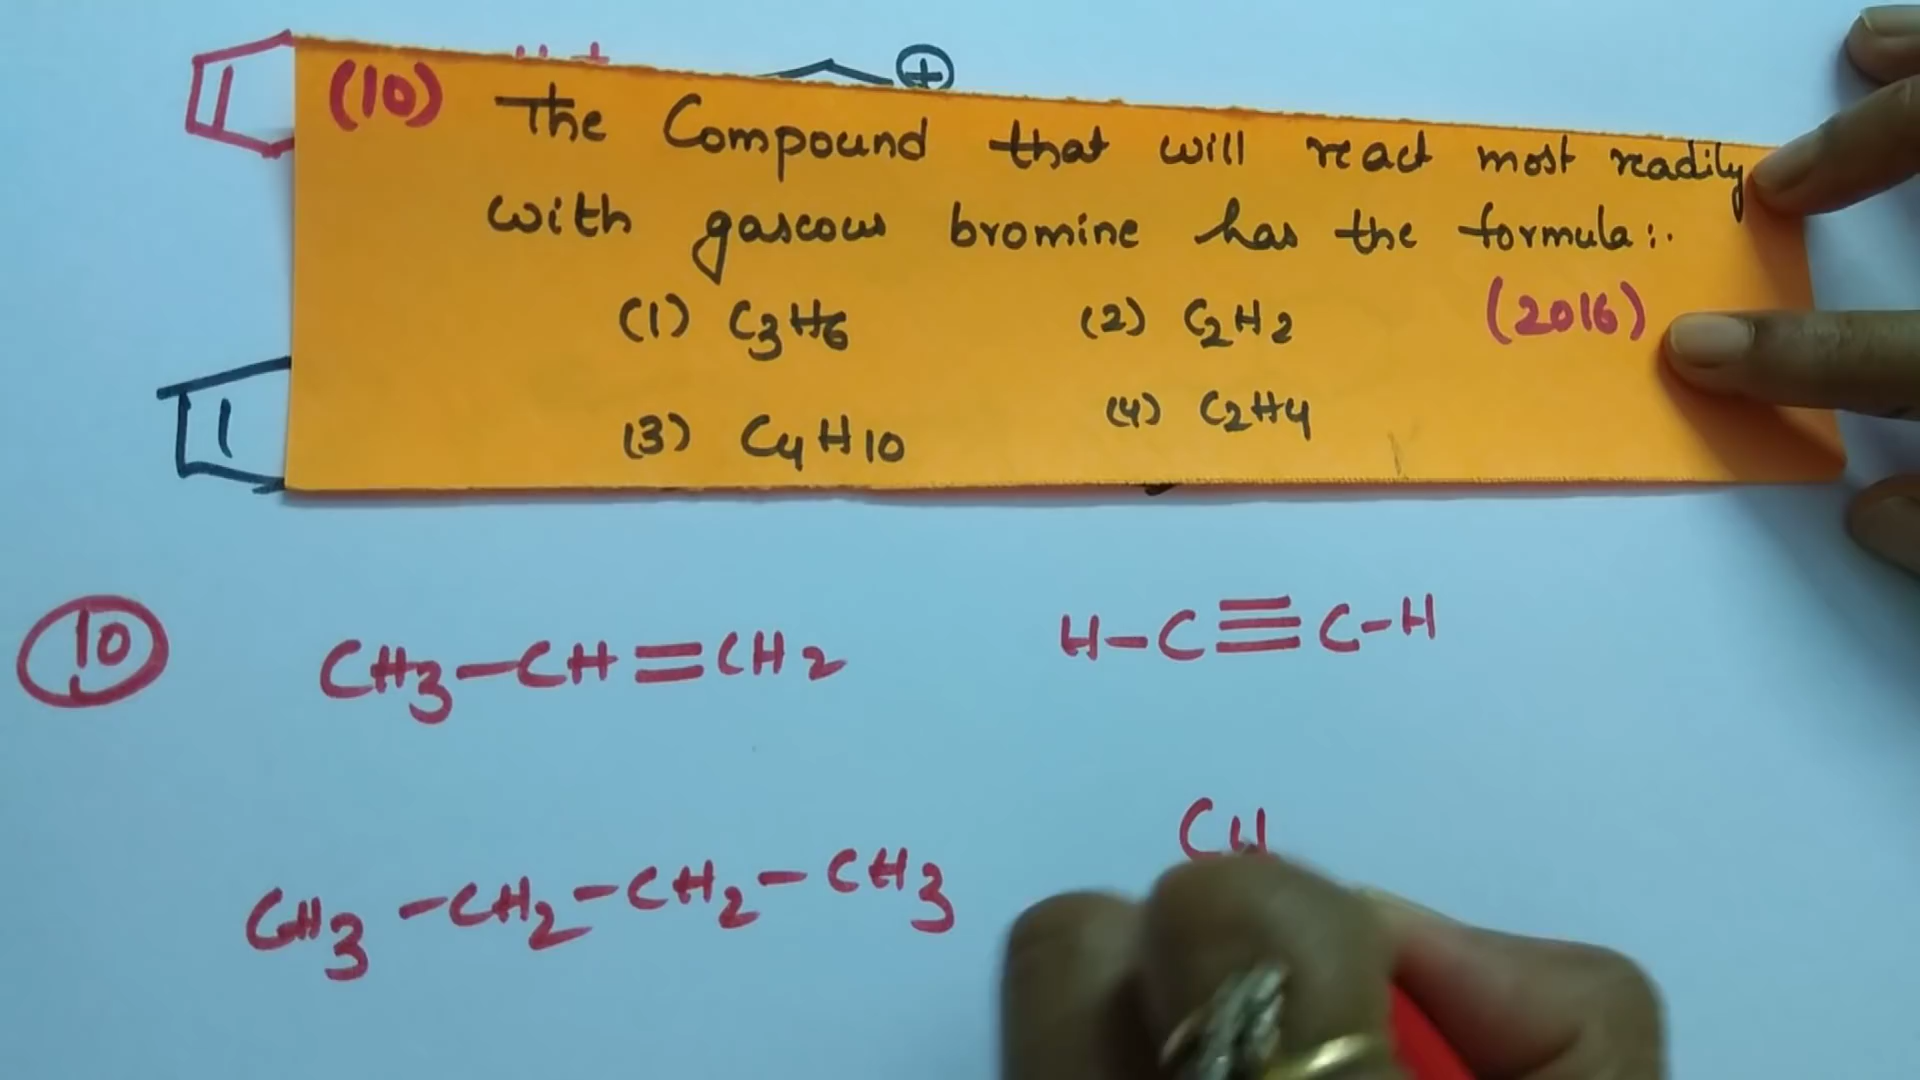 (10) The Compound that will react most readily
with gaseous bromine has the formula:.
(1) C3H6 (2) C2H2 (2016)
(3) C4H10 (4) C2H4
10 CH3-CH=CH2 H-C≡C-H
CH3-CH2-CH2-CH3 CH